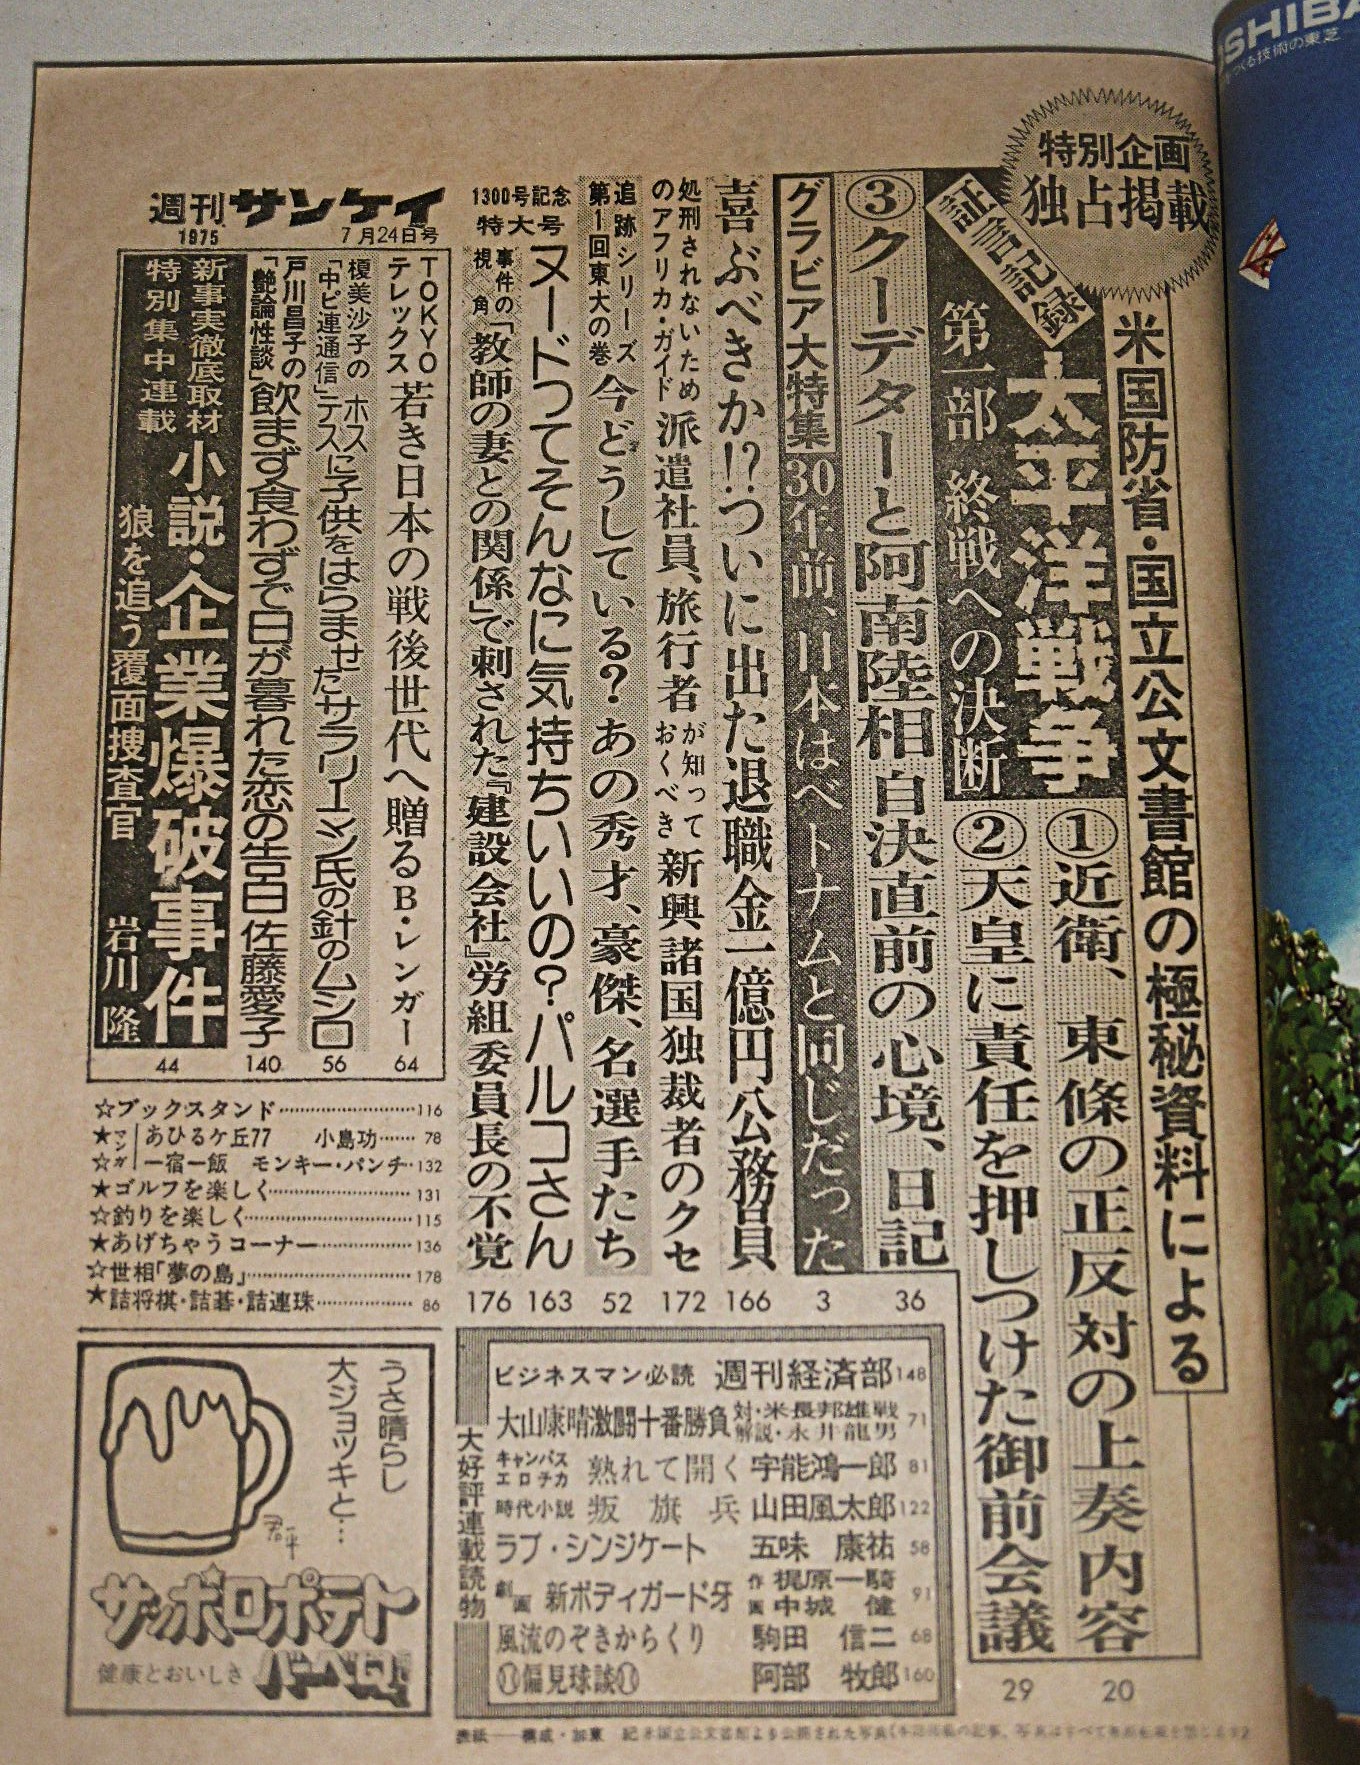 特別企画
独占掲載
米国防省・国立公文書館の極秘資料による
証言記録
太平洋戦争
第一部 終戦への決断
①近衛、東條の正反対の上奏内容
20
②天皇に責任を押しつけた御前会議
29
③クーデターと阿南陸相 自決直前の心境、日記
36
グラビア大特集 30年前、日本はベトナムと同じだった
3
喜ぶべきか!?ついに出た退職金一億円公務員
166
処刑されないため
のアフリカ・ガイド
派遣社員、旅行者が知っておくべき新興諸国独裁者のクセ
172
追跡シリーズ
第1回東大の巻
今どうしている?あの秀才、豪傑、名選手たち
52
1300号記念
特大号
ヌードってそんなに気持ちいいの?パルコさん
163
事件の
視角
「教師の妻との関係」で刺された『建設会社』労組委員長の不覚
176
週刊サンケイ
1975
7月24日号
TOKYO
テレックス
若き日本の戦後世代へ贈るB・レンガー
64
榎美沙子の
「中ピ連通信」
ホステスに子供をはらませたサラリーマン氏の針のムシロ
56
戸川昌子の
「艶論性談」
飲まず食わずで日が暮れた恋の告白 佐藤愛子
140
新事実徹底取材
特別集中連載
小説・企業爆破事件
狼を追う覆面捜査官 岩川 隆
44
☆ブックスタンド 116
★マンガ あひるケ丘77 小島功 78
☆一宿一飯 モンキー・パンチ 132
★ゴルフを楽しく 131
☆釣りを楽しく 115
★あげちゃうコーナー 136
☆世相「夢の島」 178
★詰将棋・詰碁・詰連珠 86
大好評連載読物
ビジネスマン必読 週刊経済部 148
大山康晴激闘十番勝負 対・米長邦雄戦
解説・永井龍男 71
キャンバス
エロチカ 熟れて開く 宇能鴻一郎 81
時代小説 叛旗兵 山田風太郎 122
ラブ・シンジケート 五味 康祐 58
劇画 新ボディガード牙 作 梶原一騎
画 中城 健 91
風流のぞきからくり 駒田 信二 68
⑪偏見球談⑪ 阿部 牧郎 160
うさ晴らし
大ジョッキと…
君平
サッポロポテト
バーベQ
健康とおいしさ
OSHIBA
つくる技術の東芝